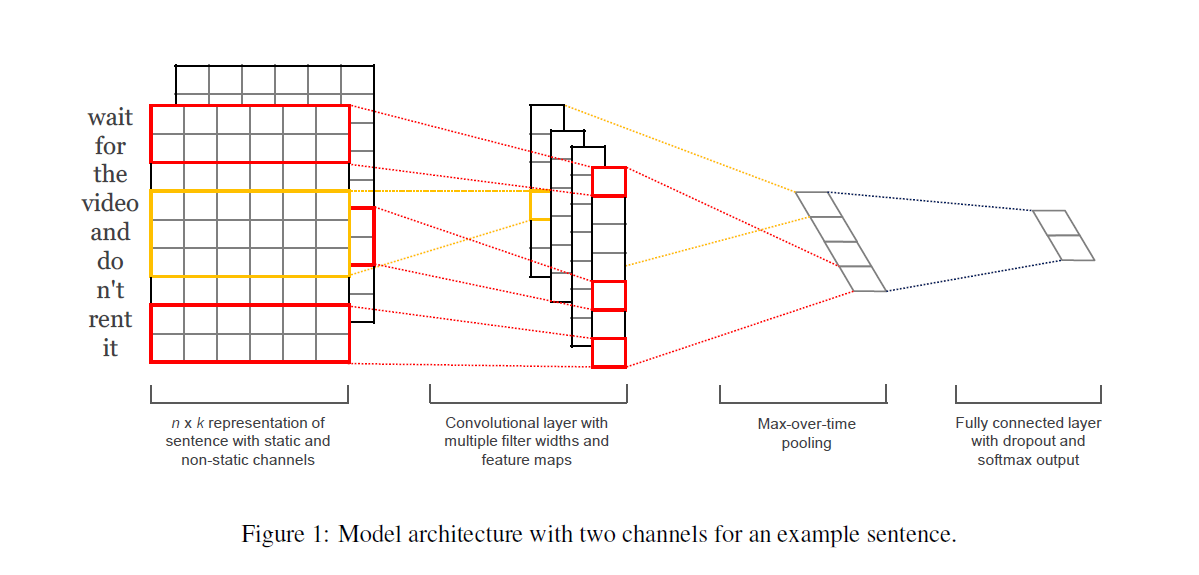 wait
for
the
video
and
do
n't
rent
it
n x k representation of
sentence with static and
non-static channels
Convolutional layer with
multiple filter widths and
feature maps
Max-over-time
pooling
Fully connected layer
with dropout and
softmax output
Figure 1: Model architecture with two channels for an example sentence.